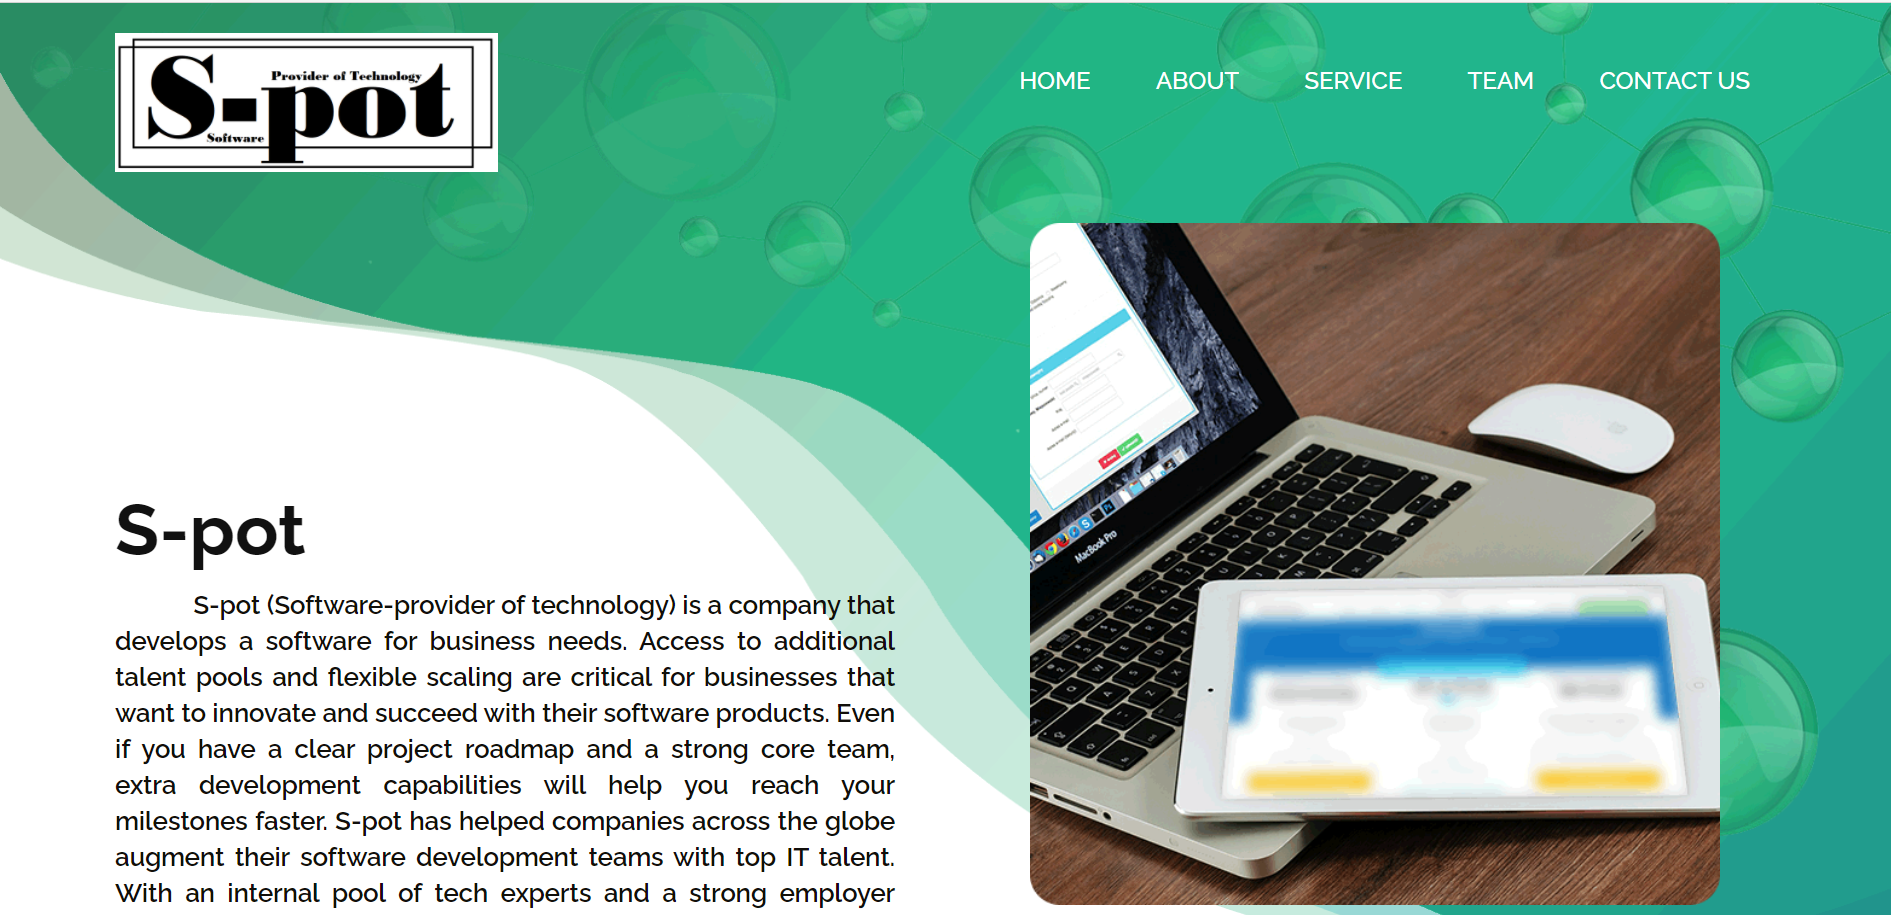 S-pot
Provider of Technology
Software
HOME ABOUT SERVICE TEAM CONTACT US
MacBook Pro
S-pot
S-pot (Software-provider of technology) is a company that
develops a software for business needs. Access to additional
talent pools and flexible scaling are critical for businesses that
want to innovate and succeed with their software products. Even
if you have a clear project roadmap and a strong core team,
extra development capabilities will help you reach your
milestones faster. S-pot has helped companies across the globe
augment their software development teams with top IT talent.
With an internal pool of tech experts and a strong employer